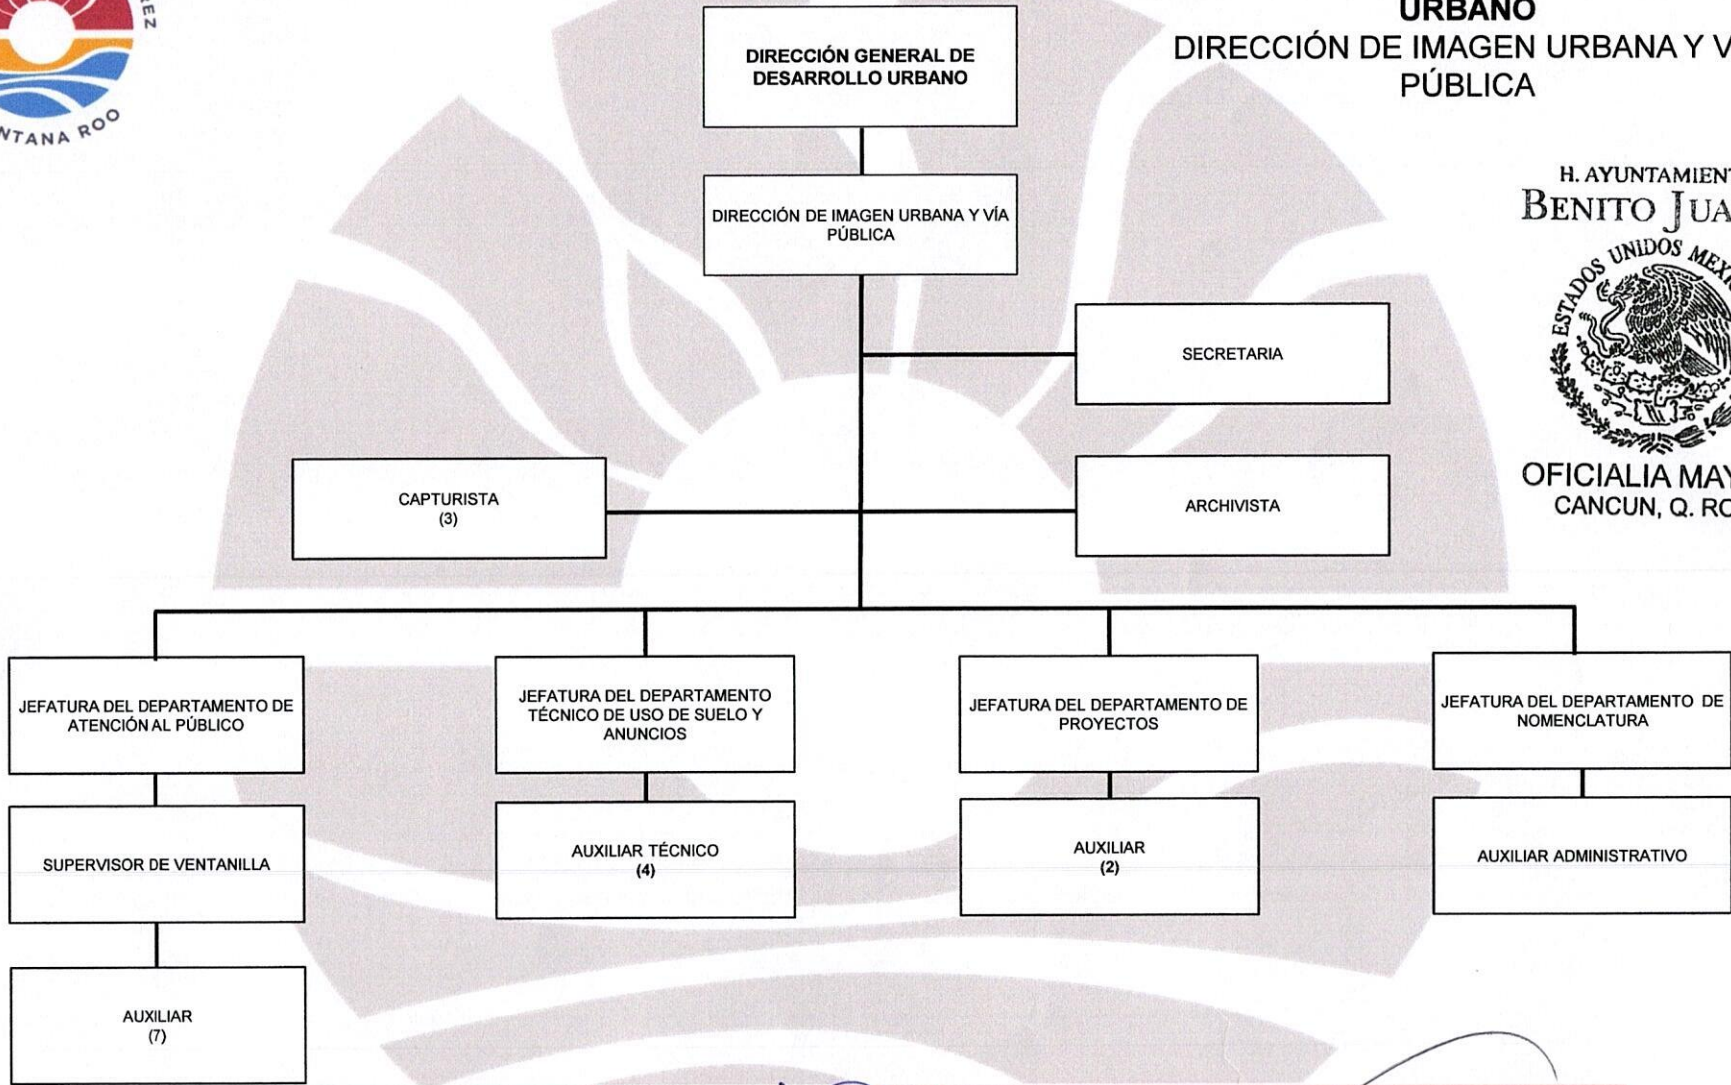 URBANO
DIRECCIÓN DE IMAGEN URBANA Y V
PÚBLICA
REZ
NTANA ROO
DIRECCIÓN GENERAL DE
DESARROLLO URBANO
DIRECCIÓN DE IMAGEN URBANA Y VÍA
PÚBLICA
H. AYUNTAMIENT
BENITO JUA
ESTADOS UNIDOS MEXI
OFICIALIA MAY
CANCUN, Q. RO
SECRETARIA
CAPTURISTA
(3)
ARCHIVISTA
JEFATURA DEL DEPARTAMENTO DE
ATENCIÓN AL PÚBLICO
JEFATURA DEL DEPARTAMENTO
TÉCNICO DE USO DE SUELO Y
ANUNCIOS
JEFATURA DEL DEPARTAMENTO DE
PROYECTOS
JEFATURA DEL DEPARTAMENTO DE
NOMENCLATURA
SUPERVISOR DE VENTANILLA
AUXILIAR TÉCNICO
(4)
AUXILIAR
(2)
AUXILIAR ADMINISTRATIVO
AUXILIAR
(7)